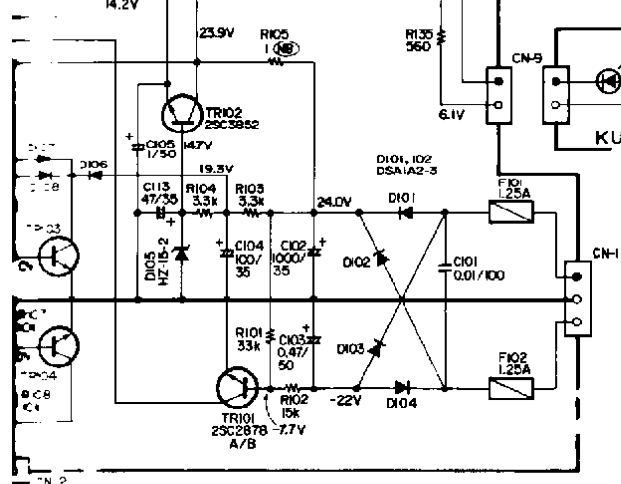 14.2V
23.9V
R105
1 NB
R135
560
CN-9
6.1V
KU
TR102
2SC3852
C105
1/50
14.7V
D106
19.3V
D101, 102
DSA1A2-3
C113
47/35
R104
3.3k
R103
3.3k
24.0V
D101
F101
1.25A
CN-1
TR103
D105
HZ-15-2
C104
100/
35
C102
1000/
35
D102
C101
0.01/100
R101
33k
C103
0.47/
50
D103
F102
1.25A
TR104
R102
15k
-22V
D104
TR101
2SC2878
A/B
-7.7V